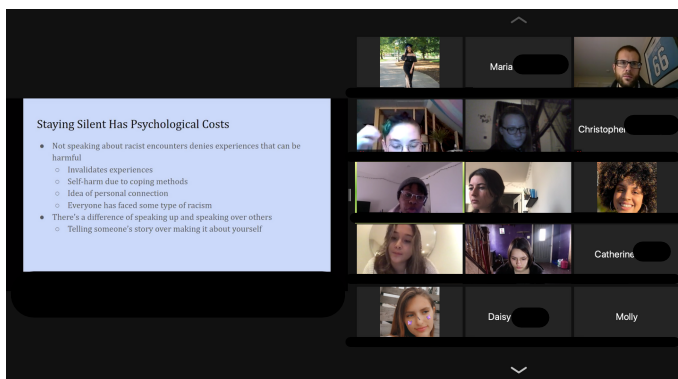 Staying Silent Has Psychological Costs
● Not speaking about racist encounters denies experiences that can be
harmful
○ Invalidates experiences
○ Self-harm due to coping methods
○ Idea of personal connection
○ Everyone has faced some type of racism
● There's a difference of speaking up and speaking over others
○ Telling someone's story over making it about yourself
Maria
66
Christopher
Catherine
Daisy
Molly